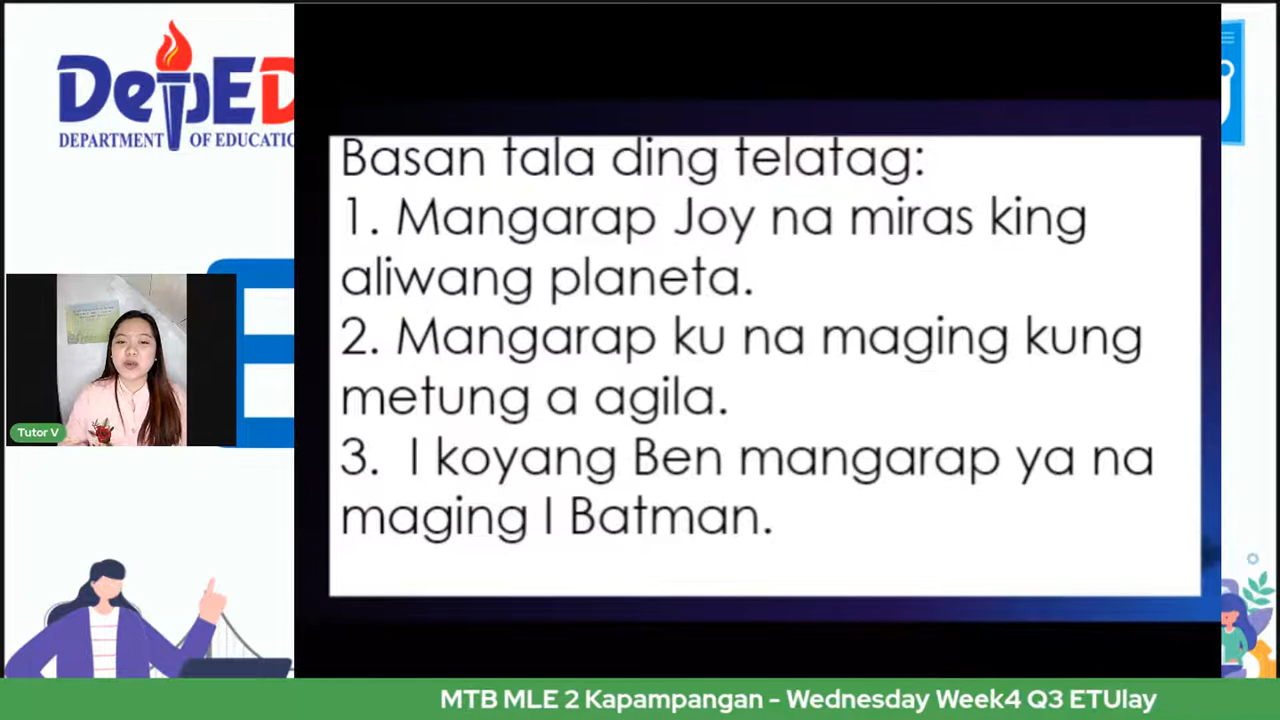 DepED
DEPARTMENT OF EDUCATIO
Basan tala ding telatag:
1. Mangarap Joy na miras king
aliwang planeta.
2. Mangarap ku na maging kung
metung a agila.
3. I koyang Ben mangarap ya na
maging I Batman.
Tutor V
MTB MLE 2 Kapampangan - Wednesday Week4 Q3 ETUlay